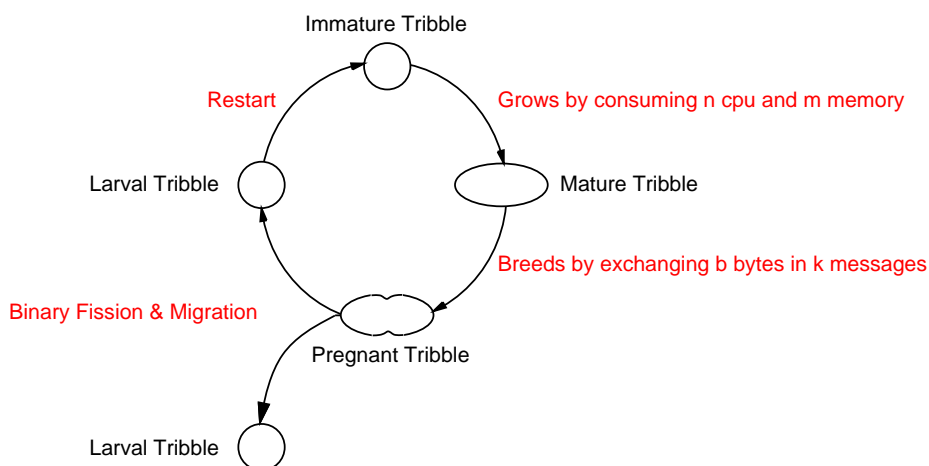 Immature Tribble
Restart
Grows by consuming n cpu and m memory
Larval Tribble
Mature Tribble
Breeds by exchanging b bytes in k messages
Binary Fission & Migration
Pregnant Tribble
Larval Tribble